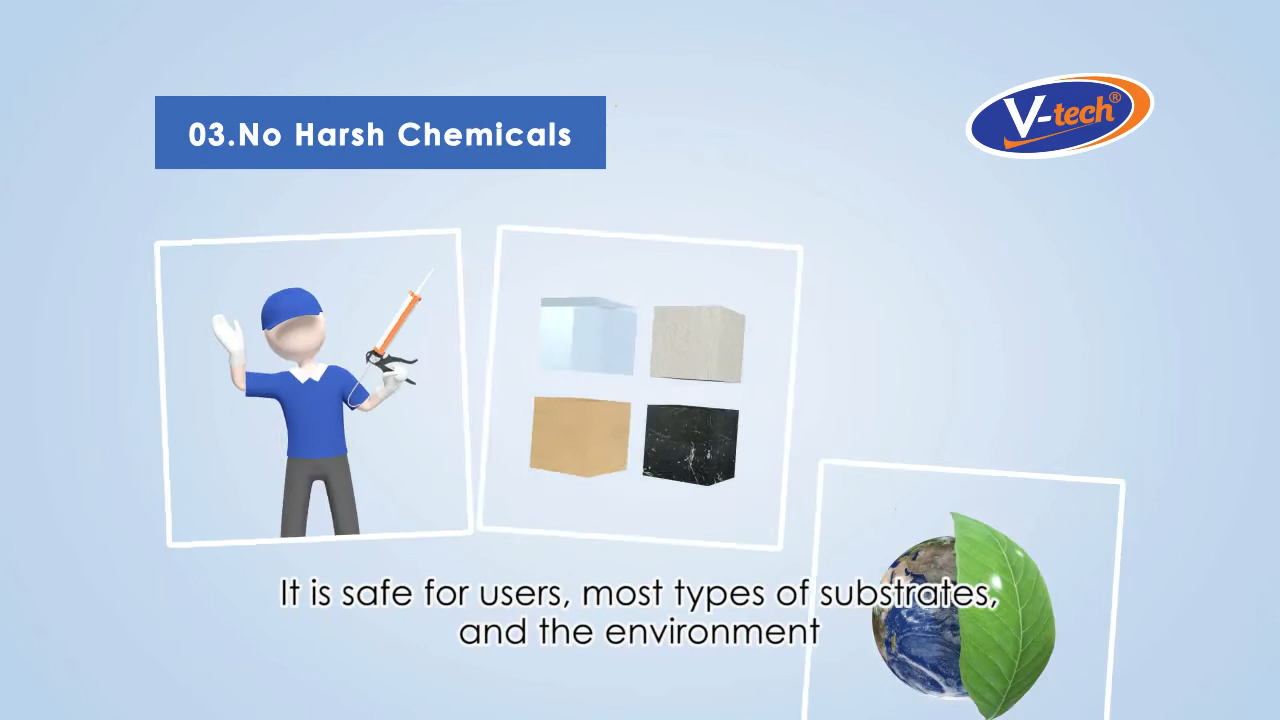 03.No Harsh Chemicals
V-tech®
It is safe for users, most types of substrates,
and the environment